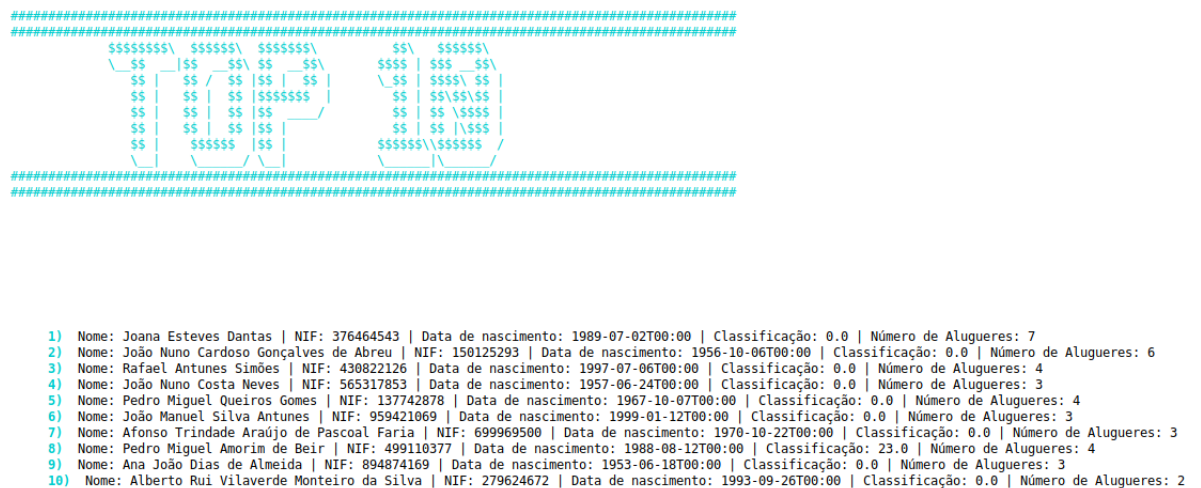 #################################################################################################
#################################################################################################
             $$$$$$$$\  $$$$$$\  $$$$$$$\          $$\   $$$$$$\
             \__$$  __|$$  __$$\ $$  __$$\       $$$$ | $$$ __$$\
                $$ |   $$ /  $$ |$$ |  $$ |      \_$$ | $$$$\ $$ |
                $$ |   $$ |  $$ |$$$$$$$  |        $$ | $$\$$\$$ |
                $$ |   $$ |  $$ |$$  ____/         $$ | $$ \$$$$ |
                $$ |   $$ |  $$ |$$ |              $$ | $$ |\$$$ |
                $$ |    $$$$$$  |$$ |            $$$$$$\\$$$$$$  /
                \__|    \______/ \__|            \______|\______/
#################################################################################################
#################################################################################################
1)  Nome: Joana Esteves Dantas | NIF: 376464543 | Data de nascimento: 1989-07-02T00:00 | Classificação: 0.0 | Número de Alugueres: 7
2)  Nome: João Nuno Cardoso Gonçalves de Abreu | NIF: 150125293 | Data de nascimento: 1956-10-06T00:00 | Classificação: 0.0 | Número de Alugueres: 6
3)  Nome: Rafael Antunes Simões | NIF: 430822126 | Data de nascimento: 1997-07-06T00:00 | Classificação: 0.0 | Número de Alugueres: 4
4)  Nome: João Nuno Costa Neves | NIF: 565317853 | Data de nascimento: 1957-06-24T00:00 | Classificação: 0.0 | Número de Alugueres: 3
5)  Nome: Pedro Miguel Queiros Gomes | NIF: 137742878 | Data de nascimento: 1967-10-07T00:00 | Classificação: 0.0 | Número de Alugueres: 4
6)  Nome: João Manuel Silva Antunes | NIF: 959421069 | Data de nascimento: 1999-01-12T00:00 | Classificação: 0.0 | Número de Alugueres: 3
7)  Nome: Afonso Trindade Araújo de Pascoal Faria | NIF: 699969500 | Data de nascimento: 1970-10-22T00:00 | Classificação: 0.0 | Número de Alugueres: 3
8)  Nome: Pedro Miguel Amorim de Beir | NIF: 499110377 | Data de nascimento: 1988-08-12T00:00 | Classificação: 23.0 | Número de Alugueres: 4
9)  Nome: Ana João Dias de Almeida | NIF: 894874169 | Data de nascimento: 1953-06-18T00:00 | Classificação: 0.0 | Número de Alugueres: 3
10)  Nome: Alberto Rui Vilaverde Monteiro da Silva | NIF: 279624672 | Data de nascimento: 1993-09-26T00:00 | Classificação: 0.0 | Número de Alugueres: 2